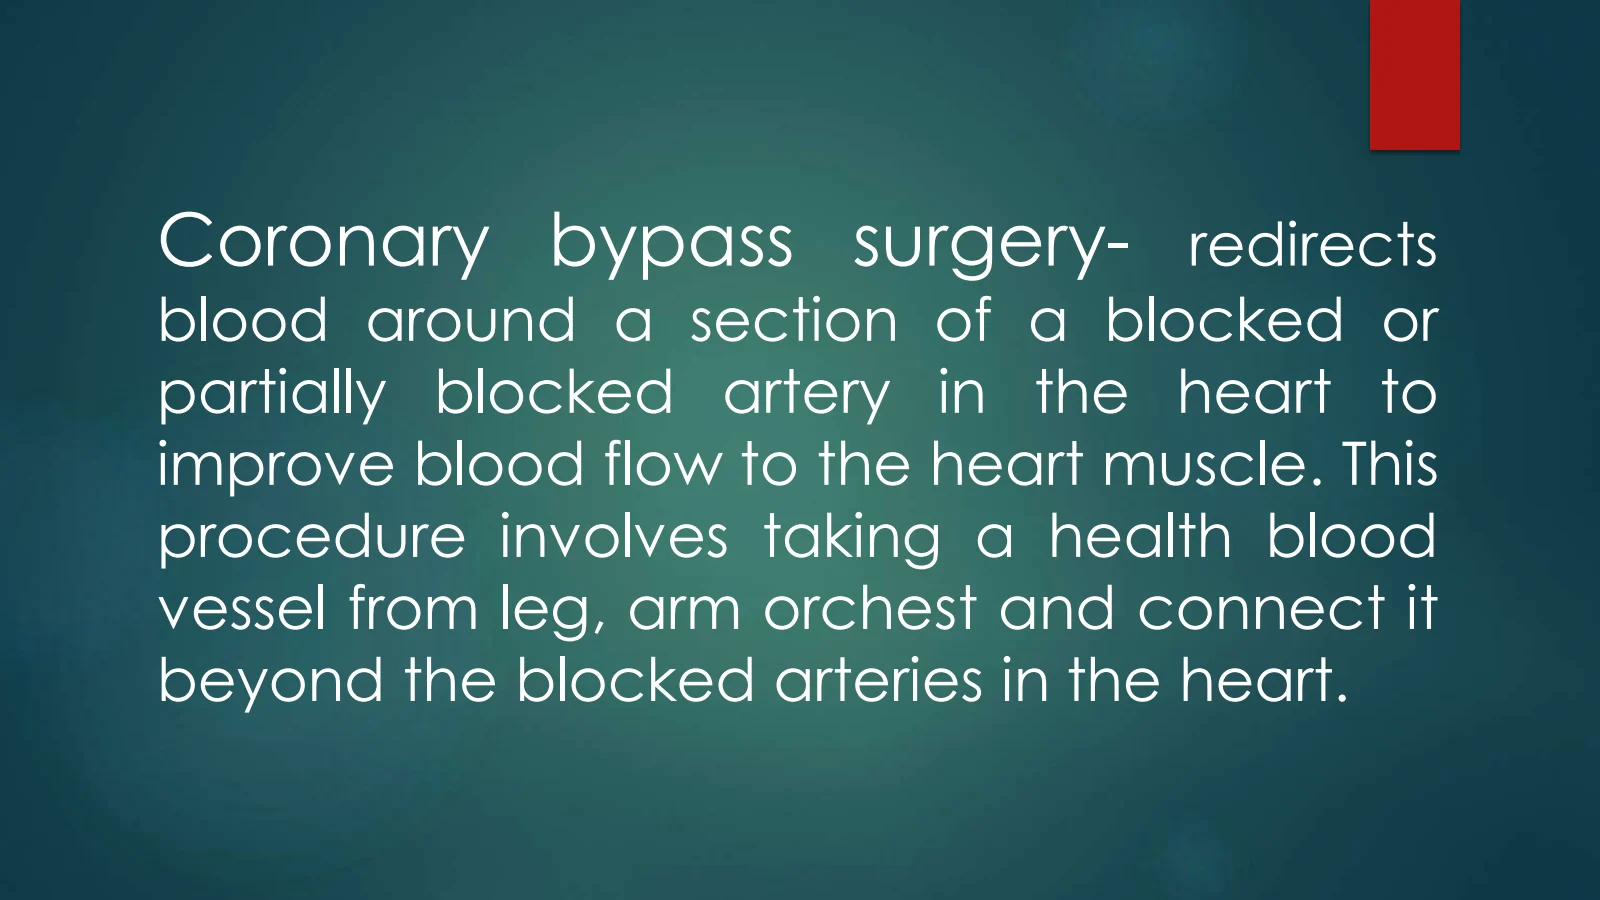 Coronary bypass surgery- redirects
blood around a section of a blocked or
partially blocked artery in the heart to
improve blood flow to the heart muscle. This
procedure involves taking a health blood
vessel from leg, arm orchest and connect it
beyond the blocked arteries in the heart.